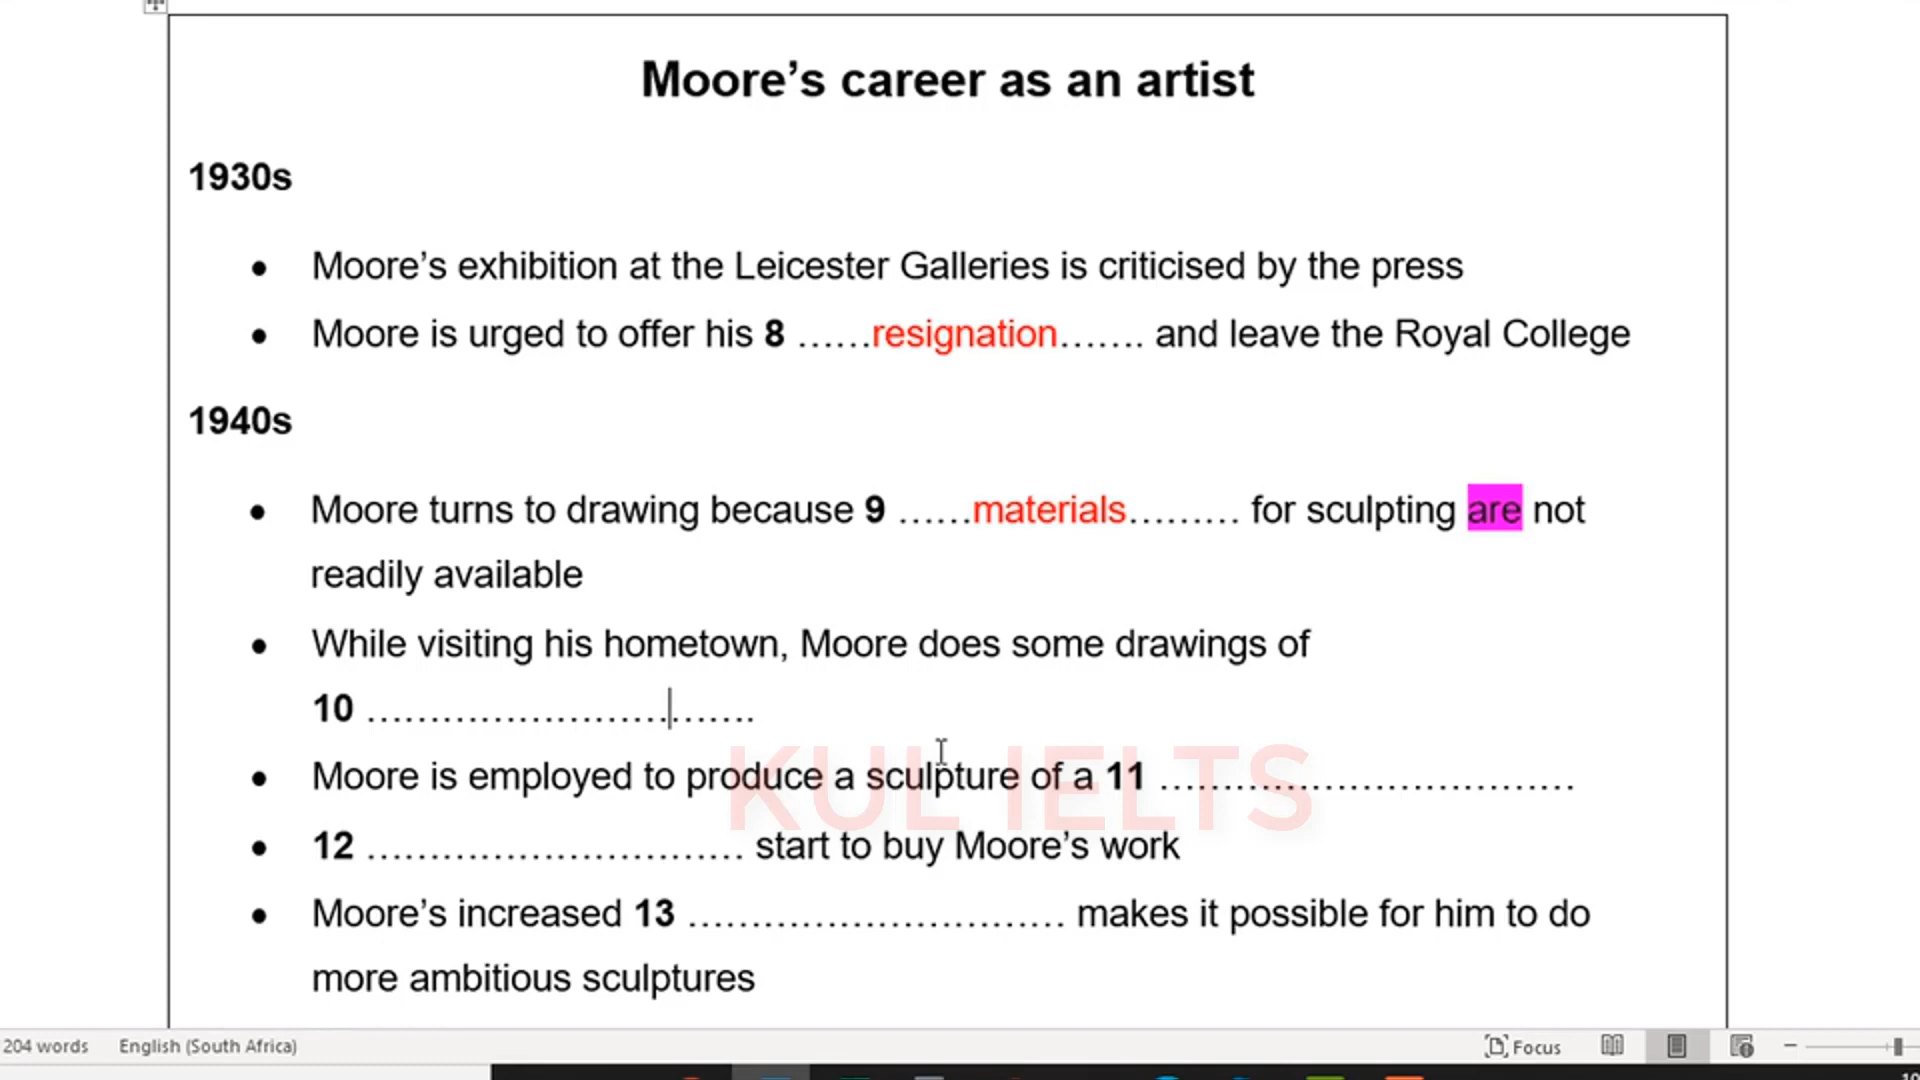 Moore’s career as an artist
1930s
● Moore’s exhibition at the Leicester Galleries is criticised by the press
● Moore is urged to offer his 8 ……resignation……. and leave the Royal College
1940s
● Moore turns to drawing because 9 ……materials……… for sculpting are not
readily available
● While visiting his hometown, Moore does some drawings of
10 ……………………………….
● Moore is employed to produce a sculpture of a 11 …………………………………
KUL IELTS
● 12 ……………………………… start to buy Moore’s work
● Moore’s increased 13 ……………………………… makes it possible for him to do
more ambitious sculptures
204 words English (South Africa) Focus